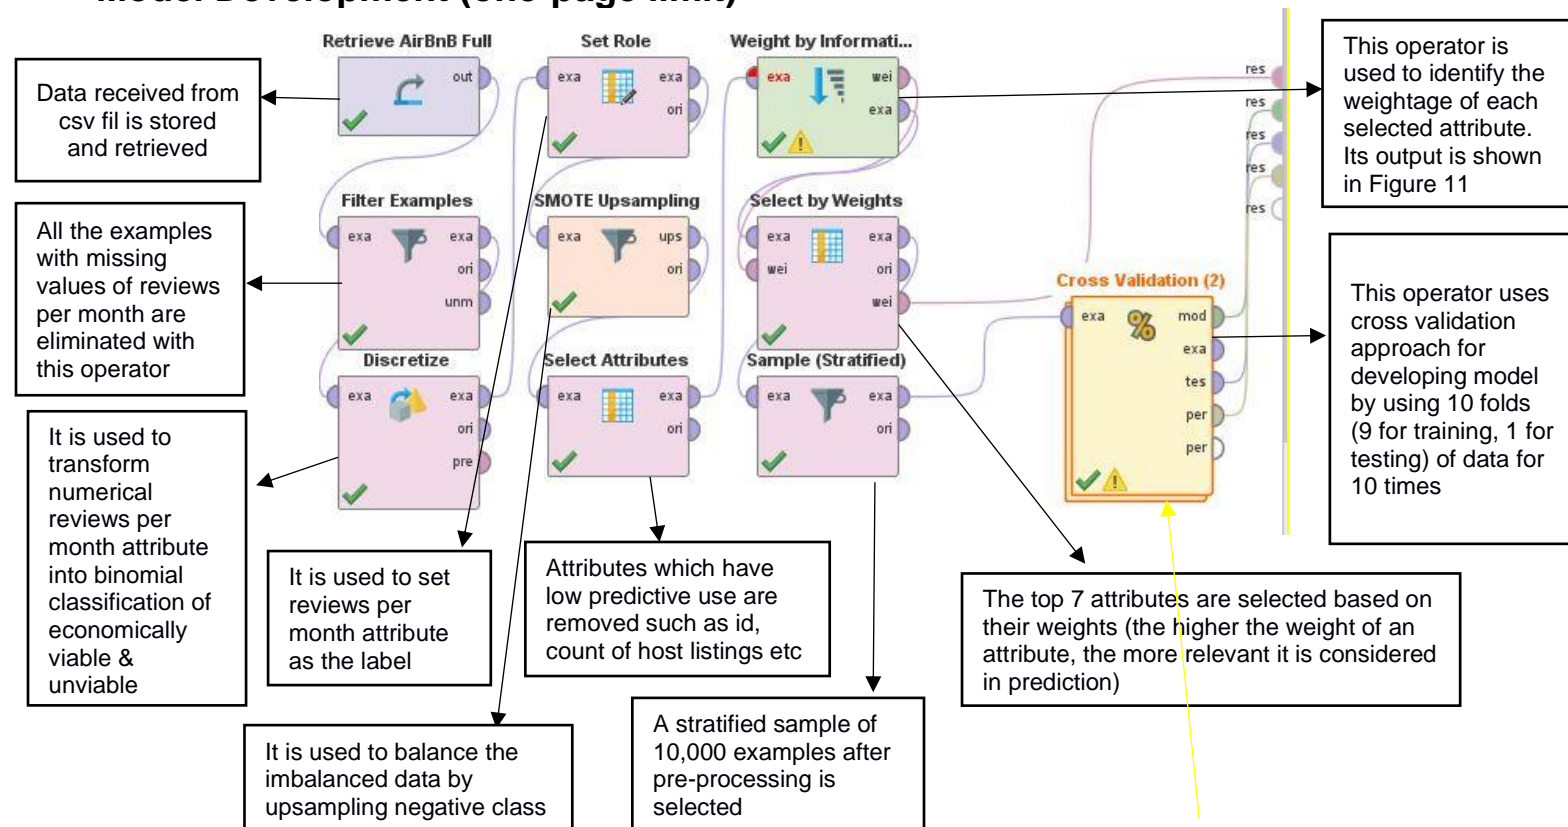 Model Development (one-page limit)
Retrieve AirBnB Full
out
Set Role
exa
exa
ori
Weight by Informati...
exa
wei
exa
res
res
res
res
res
This operator is
used to identify the
weightage of each
selected attribute.
Its output is shown
in Figure 11
Data received from
csv fil is stored
and retrieved
Filter Examples
exa
exa
ori
unm
SMOTE Upsampling
exa
ups
ori
Select by Weights
exa
wei
exa
ori
wei
All the examples
with missing
values of reviews
per month are
eliminated with
this operator
Cross Validation (2)
exa
%
mod
exa
tes
per
per
This operator uses
cross validation
approach for
developing model
by using 10 folds
(9 for training, 1 for
testing) of data for
10 times
Discretize
exa
exa
ori
pre
Select Attributes
exa
exa
ori
Sample (Stratified)
exa
exa
ori
It is used to
transform
numerical
reviews per
month attribute
into binomial
classification of
economically
viable &
unviable
It is used to set
reviews per
month attribute
as the label
Attributes which have
low predictive use are
removed such as id,
count of host listings etc
The top 7 attributes are selected based on
their weights (the higher the weight of an
attribute, the more relevant it is considered
in prediction)
It is used to balance the
imbalanced data by
upsampling negative class
A stratified sample of
10,000 examples after
pre-processing is
selected